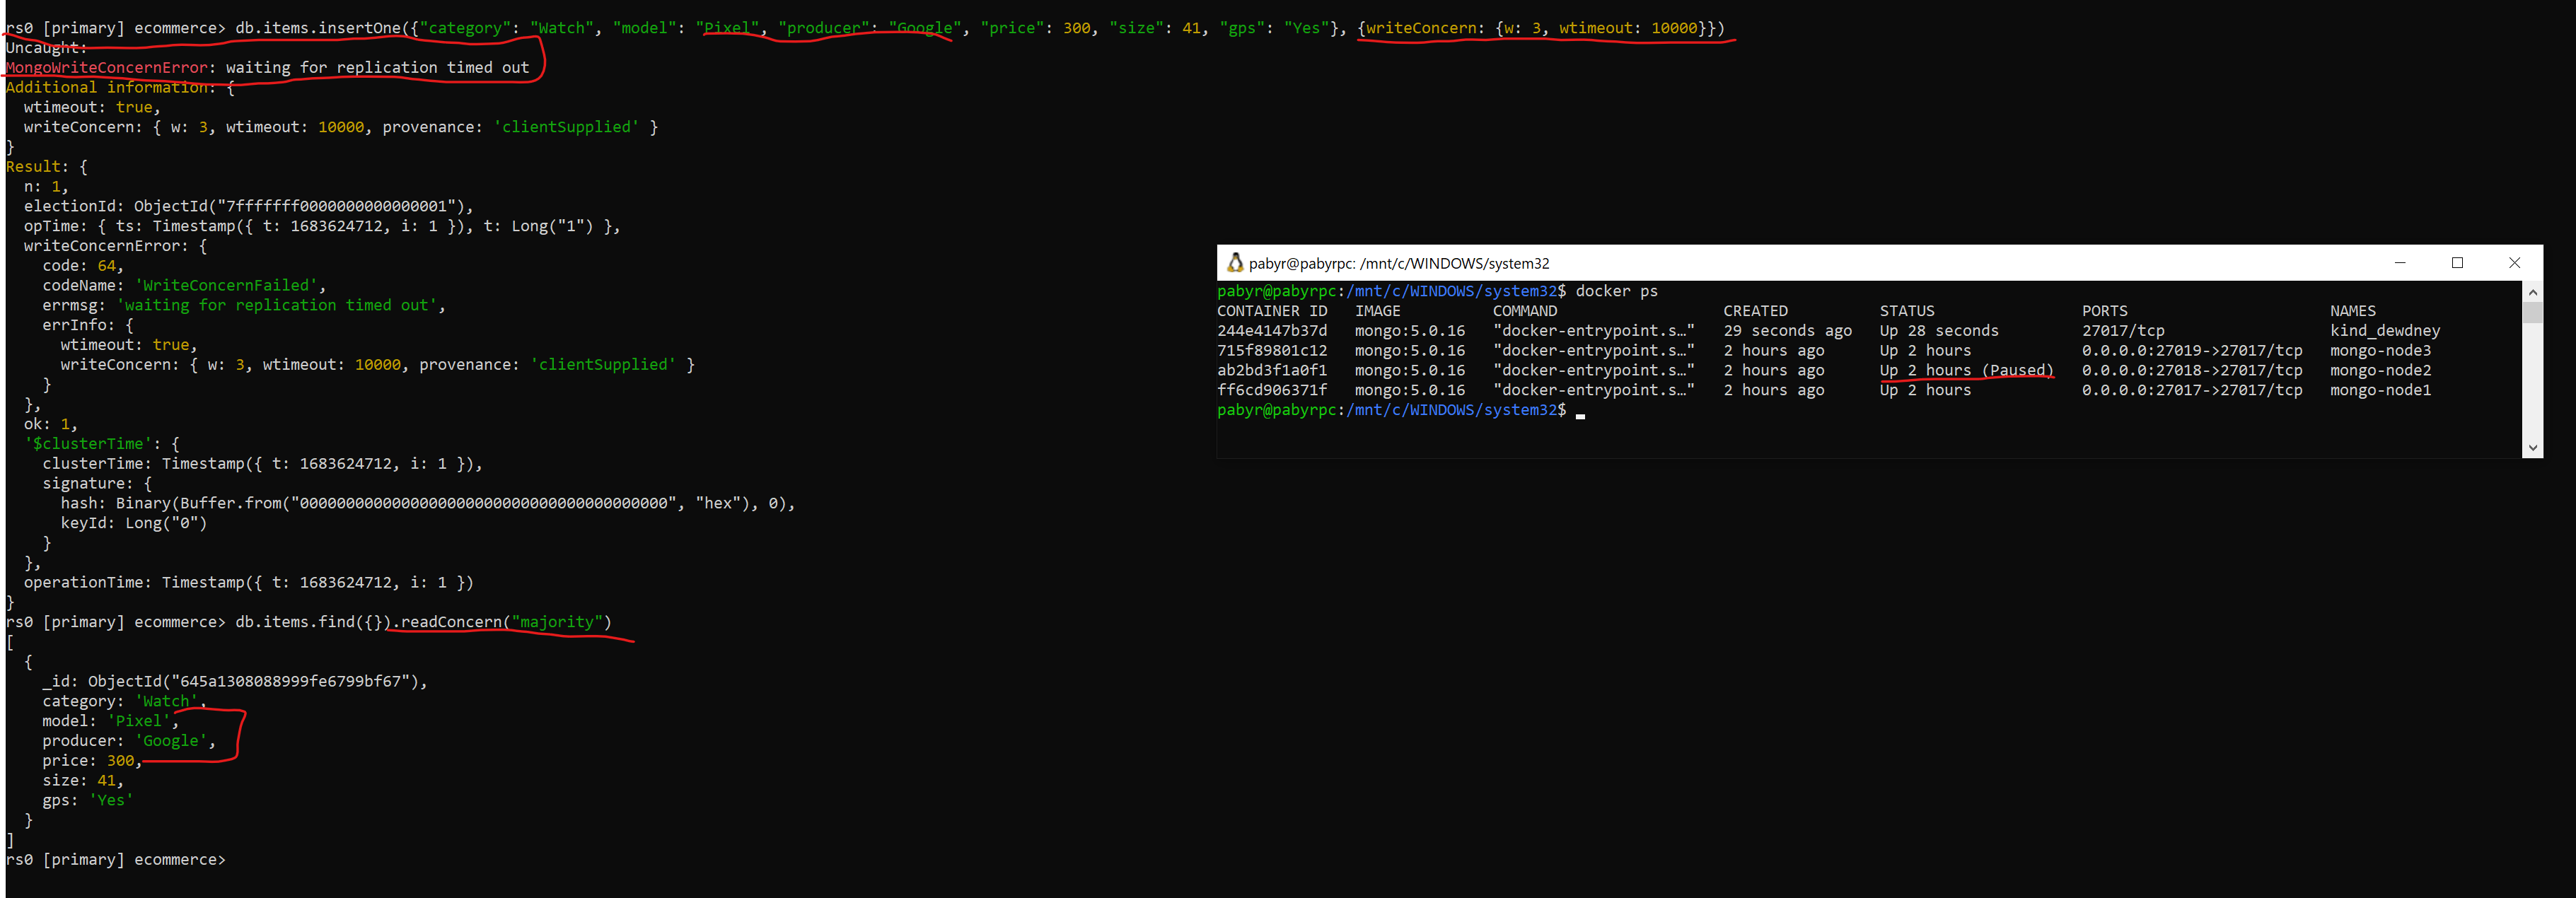 rs0 [primary] ecommerce> db.items.insertOne({"category": "Watch", "model": "Pixel", "producer": "Google", "price": 300, "size": 41, "gps": "Yes"}, {writeConcern: {w: 3, wtimeout: 10000}})
Uncaught:
MongoWriteConcernError: waiting for replication timed out
Additional information: {
  wtimeout: true,
  writeConcern: { w: 3, wtimeout: 10000, provenance: 'clientSupplied' }
}
Result: {
  n: 1,
  electionId: ObjectId("7fffffff0000000000000001"),
  opTime: { ts: Timestamp({ t: 1683624712, i: 1 }), t: Long("1") },
  writeConcernError: {
    code: 64,
    codeName: 'WriteConcernFailed',
    errmsg: 'waiting for replication timed out',
    errInfo: {
      wtimeout: true,
      writeConcern: { w: 3, wtimeout: 10000, provenance: 'clientSupplied' }
    }
  },
  ok: 1,
  '$clusterTime': {
    clusterTime: Timestamp({ t: 1683624712, i: 1 }),
    signature: {
      hash: Binary(Buffer.from("0000000000000000000000000000000000000000", "hex"), 0),
      keyId: Long("0")
    }
  },
  operationTime: Timestamp({ t: 1683624712, i: 1 })
}
rs0 [primary] ecommerce> db.items.find({}).readConcern("majority")
[
  {
    _id: ObjectId("645a1308088999fe6799bf67"),
    category: 'Watch',
    model: 'Pixel',
    producer: 'Google',
    price: 300,
    size: 41,
    gps: 'Yes'
  }
]
rs0 [primary] ecommerce>
pabyr@pabyrpc: /mnt/c/WINDOWS/system32
pabyr@pabyrpc:/mnt/c/WINDOWS/system32$ docker ps
CONTAINER ID   IMAGE          COMMAND                  CREATED          STATUS                PORTS                     NAMES
244e4147b37d   mongo:5.0.16   "docker-entrypoint.s…"   29 seconds ago   Up 28 seconds         27017/tcp                 kind_dewdney
715f89801c12   mongo:5.0.16   "docker-entrypoint.s…"   2 hours ago      Up 2 hours            0.0.0.0:27019->27017/tcp   mongo-node3
ab2bd3f1a0f1   mongo:5.0.16   "docker-entrypoint.s…"   2 hours ago      Up 2 hours (Paused)   0.0.0.0:27018->27017/tcp   mongo-node2
ff6cd906371f   mongo:5.0.16   "docker-entrypoint.s…"   2 hours ago      Up 2 hours            0.0.0.0:27017->27017/tcp   mongo-node1
pabyr@pabyrpc:/mnt/c/WINDOWS/system32$